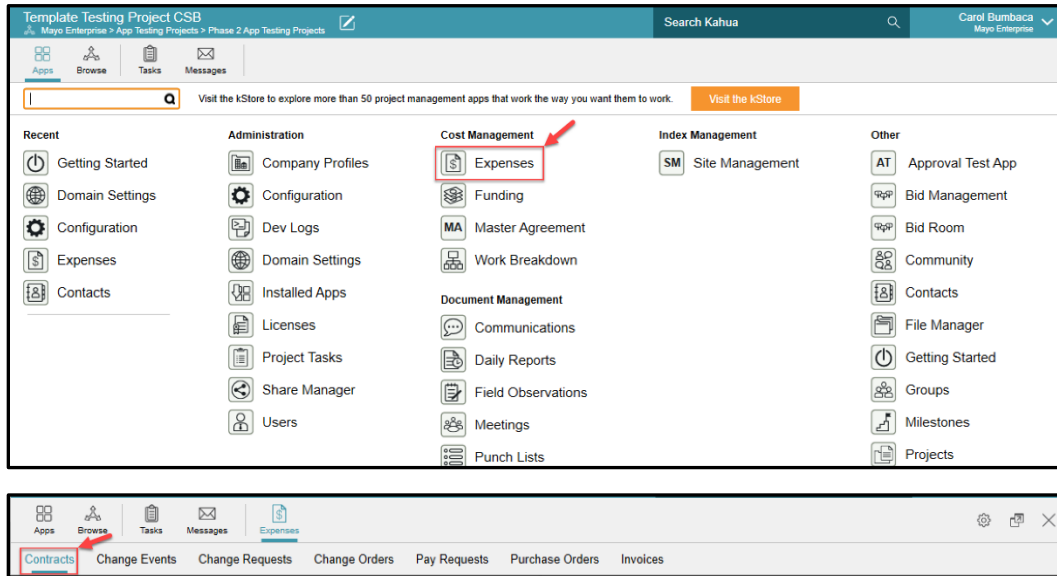 Template Testing Project CSB
Mayo Enterprise > App Testing Projects > Phase 2 App Testing Projects
Search Kahua
Carol Bumbaca
Mayo Enterprise
Apps Browse Tasks Messages
Visit the kStore to explore more than 50 project management apps that work the way you want them to work. Visit the kStore
Recent
Getting Started
Domain Settings
Configuration
Expenses
Contacts
Administration
Company Profiles
Configuration
Dev Logs
Domain Settings
Installed Apps
Licenses
Project Tasks
Share Manager
Users
Cost Management
Expenses
Funding
MA Master Agreement
Work Breakdown
Document Management
Communications
Daily Reports
Field Observations
Meetings
Punch Lists
Index Management
SM Site Management
Other
AT Approval Test App
RFP Bid Management
RFP Bid Room
Community
Contacts
File Manager
Getting Started
Groups
Milestones
Projects
Apps Browse Tasks Messages Expenses
Contracts Change Events Change Requests Change Orders Pay Requests Purchase Orders Invoices